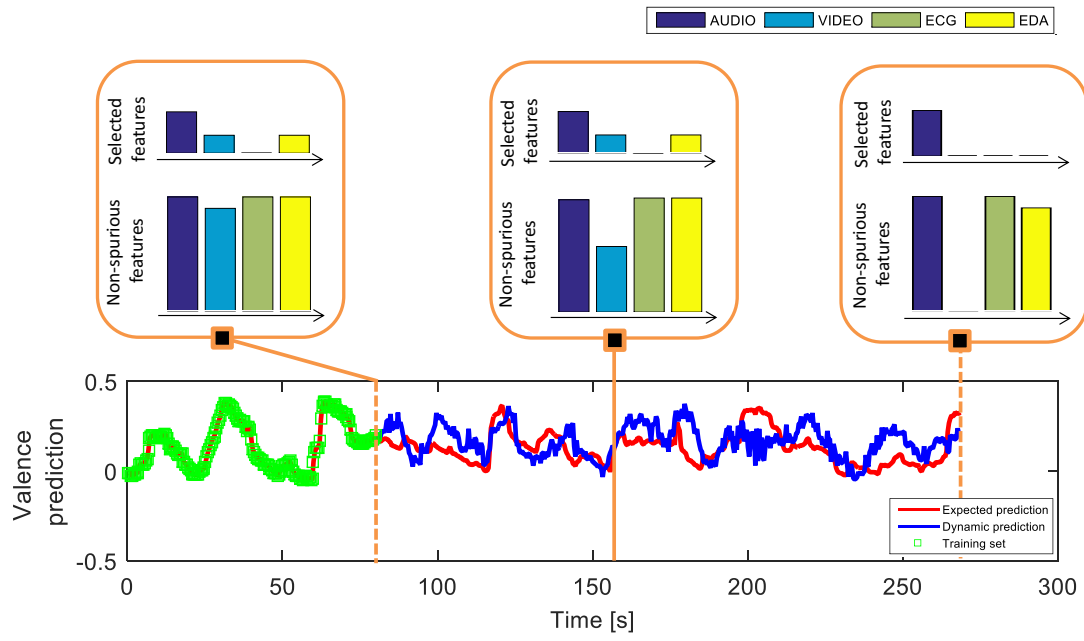 AUDIO VIDEO ECG EDA
Selected
features
Non-spurious
features
Selected
features
Non-spurious
features
Selected
features
Non-spurious
features
Valence
prediction
0.5
0
-0.5
0 50 100 150 200 250 300
Time [s]
Expected prediction
Dynamic prediction
Training set